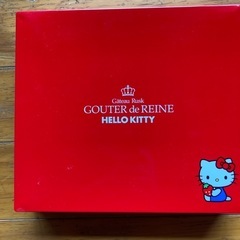 Gâteau Rusk
GOUTER de REINE
HELLO KITTY